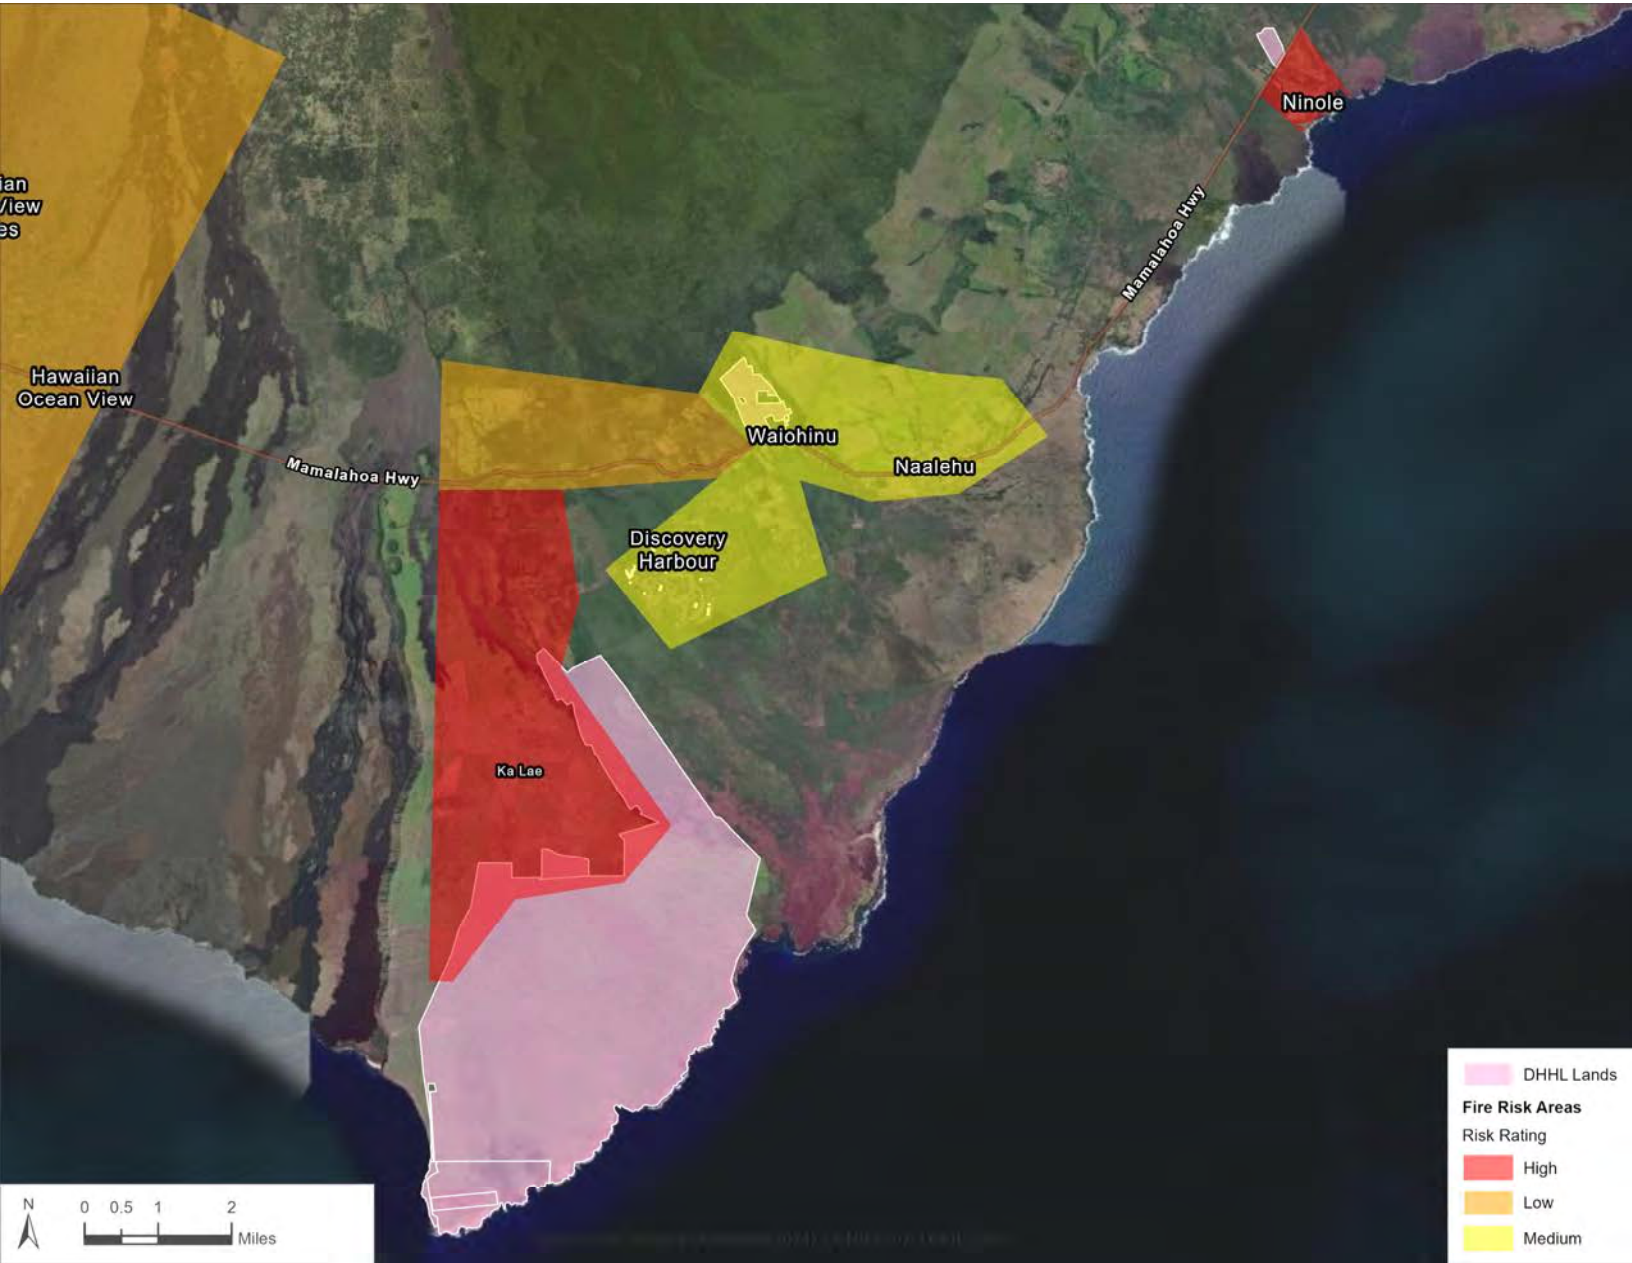 Ninole
ian
View
es
Mamalahoa Hwy
Hawaiian
Ocean View
Waiohinu
Mamalahoa Hwy
Naalehu
Discovery
Harbour
Ka Lae
DHHL Lands
Fire Risk Areas
Risk Rating
High
Low
Medium
N
0 0.5 1 2
Miles